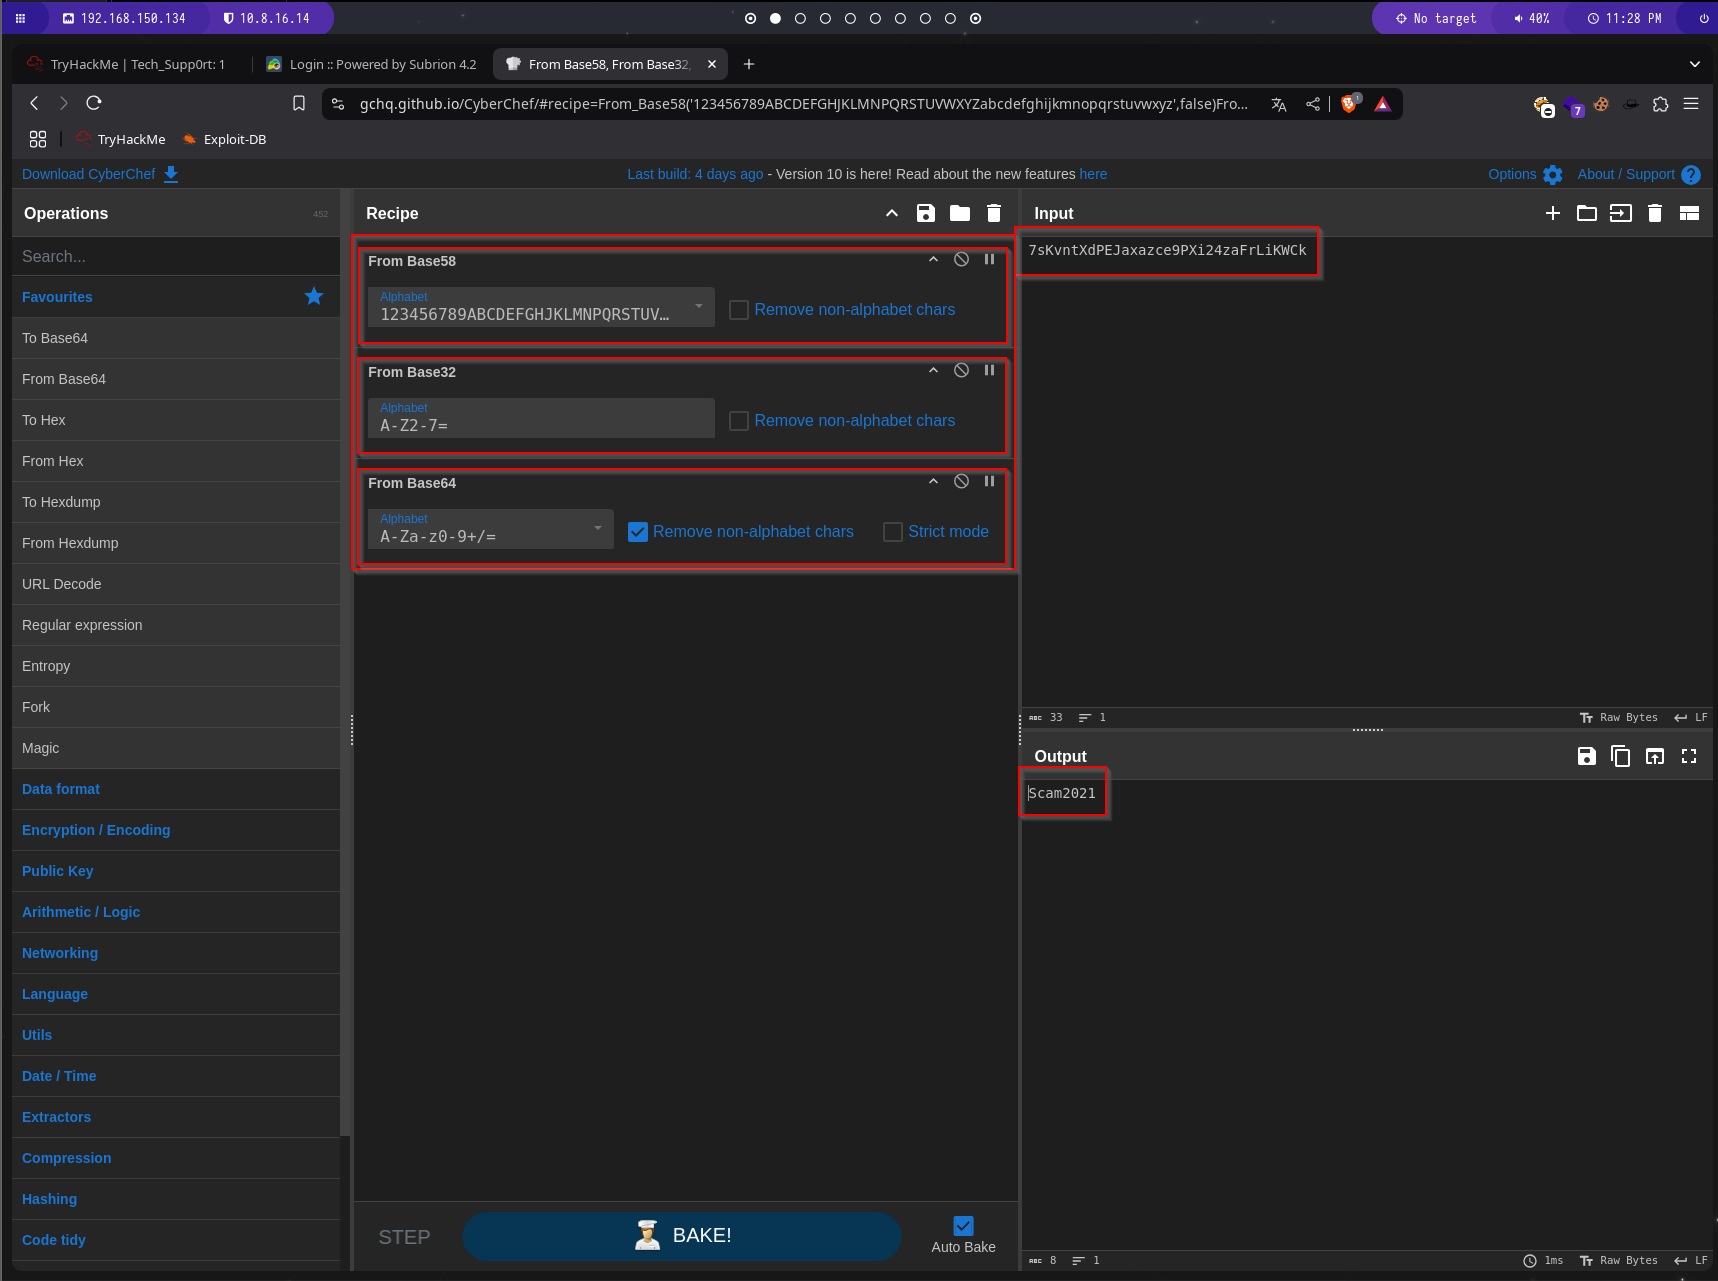 192.168.150.134 10.8.16.14 No target 40% 11:28 PM
TryHackMe | Tech_Supp0rt: 1 Login :: Powered by Subrion 4.2 From Base58, From Base32,
gchq.github.io/CyberChef/#recipe=From_Base58('123456789ABCDEFGHJKLMNPQRSTUVWXYZabcdefghijkmnopqrstuvwxyz',false)Fro... 1 7
TryHackMe Exploit-DB
Download CyberChef Last build: 4 days ago - Version 10 is here! Read about the new features here Options About / Support
Operations 452
Search...
Favourites
To Base64
From Base64
To Hex
From Hex
To Hexdump
From Hexdump
URL Decode
Regular expression
Entropy
Fork
Magic
Data format
Encryption / Encoding
Public Key
Arithmetic / Logic
Networking
Language
Utils
Date / Time
Extractors
Compression
Hashing
Code tidy
Recipe
From Base58
Alphabet
123456789ABCDEFGHJKLMNPQRSTUV… Remove non-alphabet chars
From Base32
Alphabet
A-Z2-7= Remove non-alphabet chars
From Base64
Alphabet
A-Za-z0-9+/= Remove non-alphabet chars Strict mode
STEP BAKE! Auto Bake
Input
7sKvntXdPEJaxazce9PXi24zaFrLiKWCk
ABC 33 1 Raw Bytes LF
Output
Scam2021
ABC 8 1 1ms Raw Bytes LF